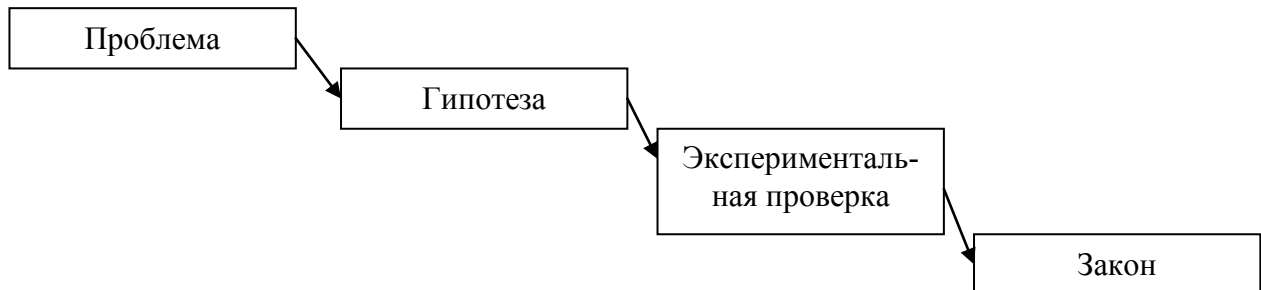 Проблема
Гипотеза
Эксперименталь-
ная проверка
Закон